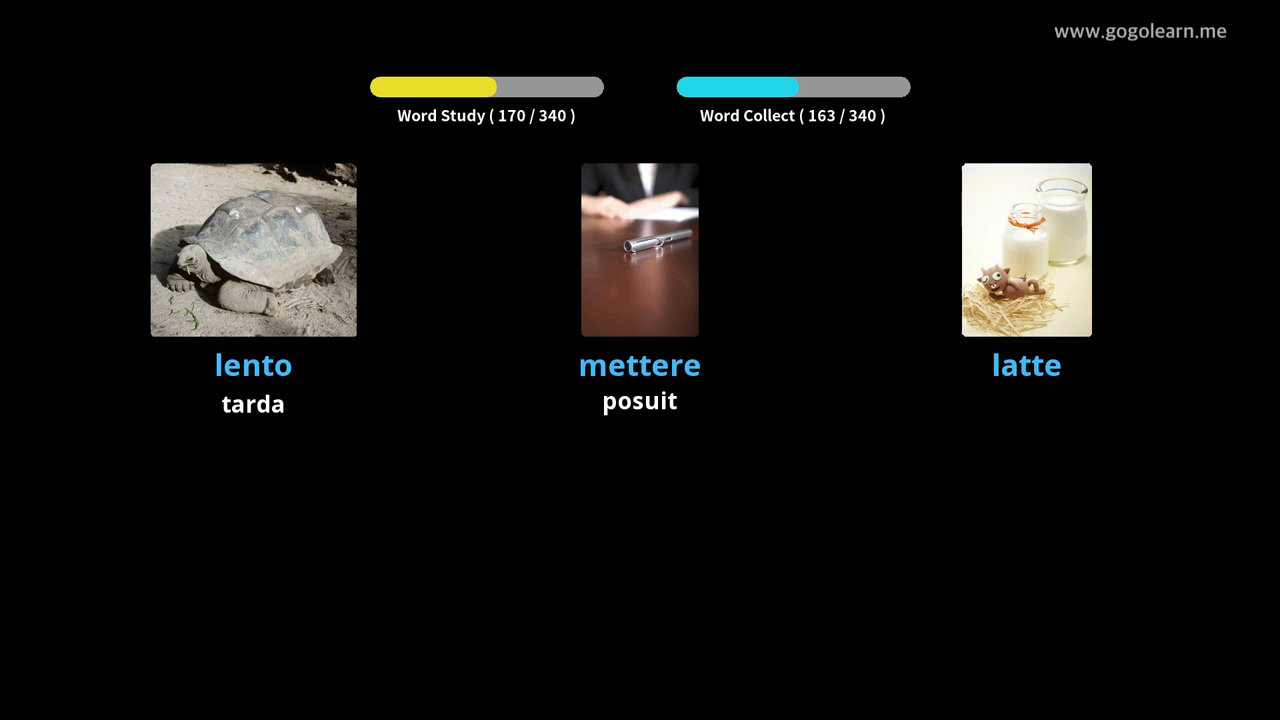 www.gogolearn.me
Word Study ( 170 / 340 )
Word Collect ( 163 / 340 )
lento
mettere
latte
tarda
posuit